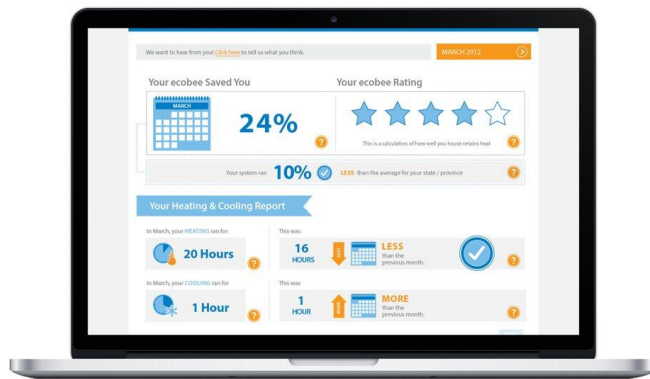 We want to hear from you! Click here to tell us what you think.
MARCH 2012
Your ecobee Saved You
Your ecobee Rating
MARCH
24%
?
This is a calculation of how well you house retains heat
?
Your system ran 10% LESS than the average for your state / province
?
Your Heating & Cooling Report
In March, your HEATING ran for
This was
20 Hours
?
16
HOURS
LESS
LESS
than the
previous month.
?
In March, your COOLING ran for
This was
1 Hour
?
1
HOUR
MORE
MORE
than the
previous month.
?